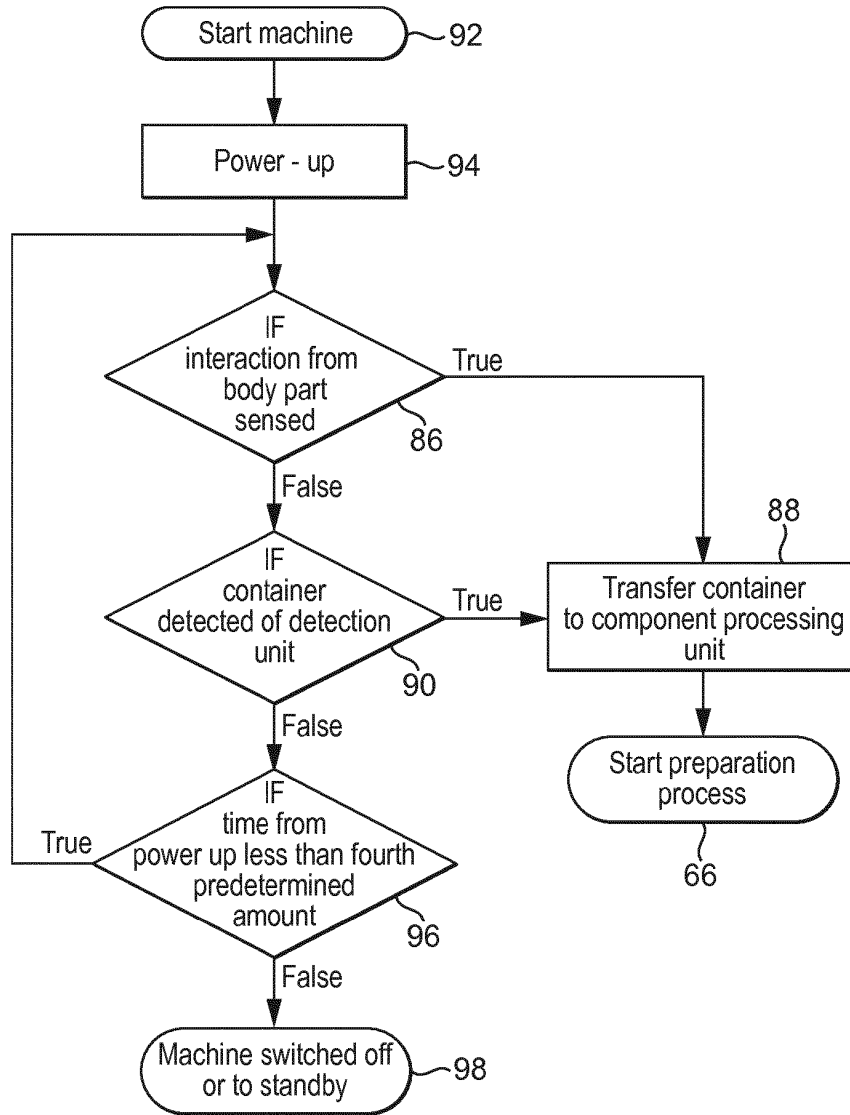 Start machine
92
Power - up
94
IF
interaction from
body part
sensed
True
86
False
88
IF
container
detected of detection
unit
True
90
Transfer container
to component processing
unit
False
Start preparation
process
66
IF
time from
power up less than fourth
predetermined
amount
True
96
False
Machine switched off
or to standby
98